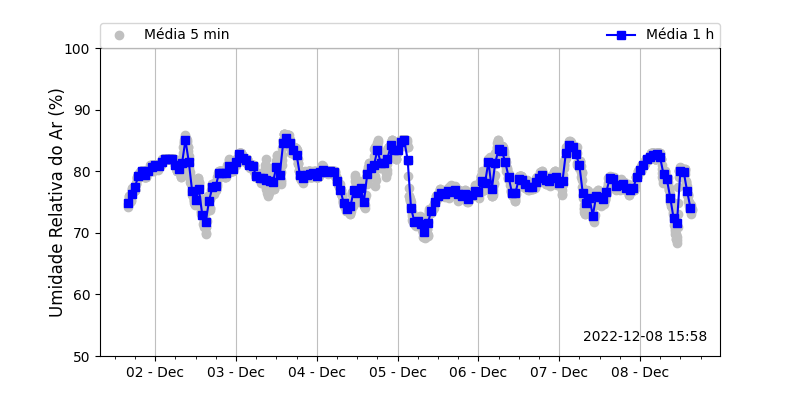 Média 5 min
Média 1 h
Umidade Relativa do Ar (%)
100
90
80
70
60
50
2022-12-08 15:58
02 - Dec
03 - Dec
04 - Dec
05 - Dec
06 - Dec
07 - Dec
08 - Dec